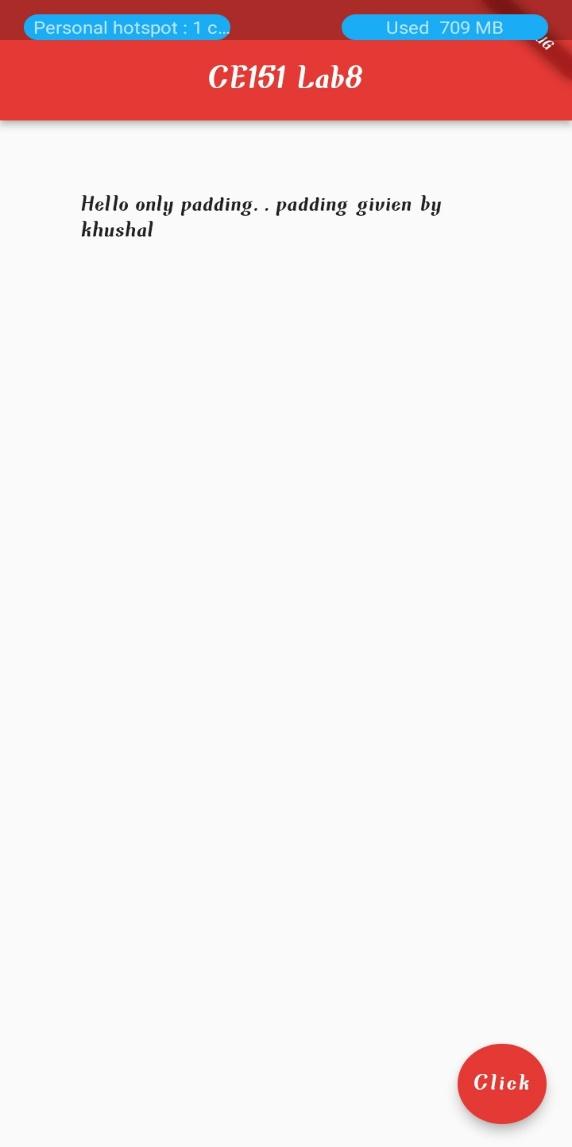 Personal hotspot : 1 c... Used 709 MB
CE151 Lab8
Hello only padding. . padding givien by
khushal
Click